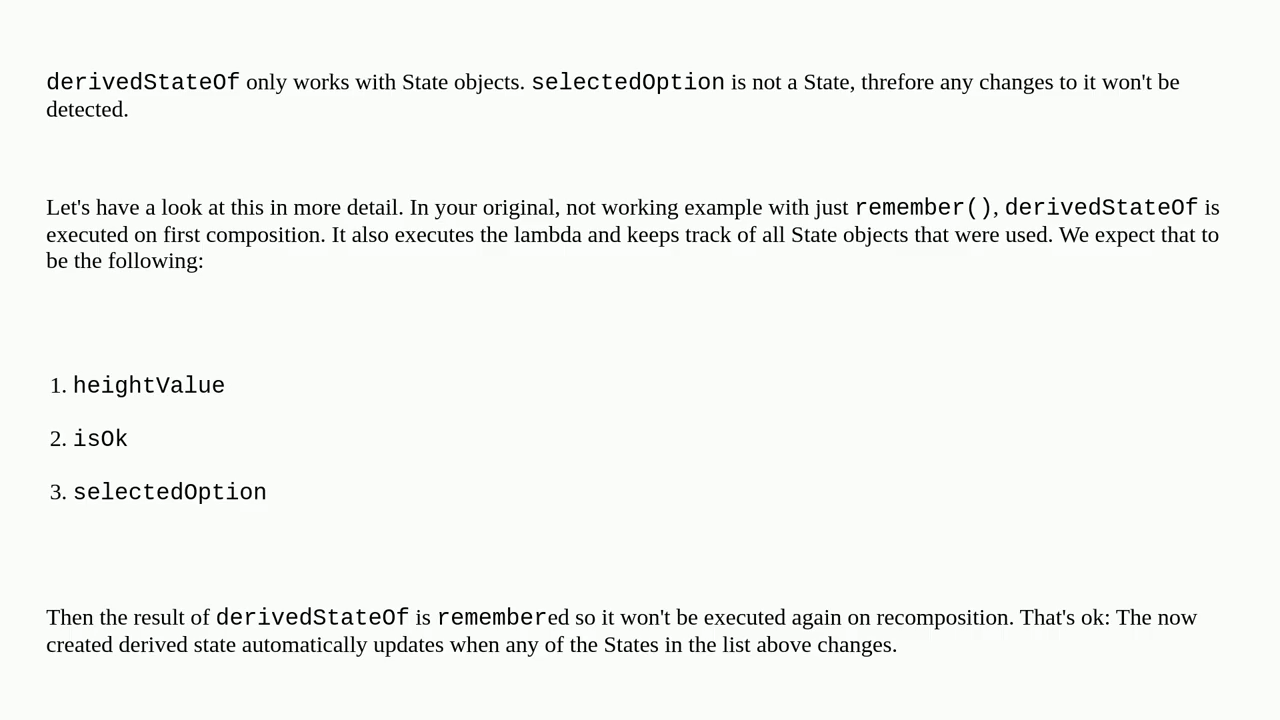 derivedStateOf only works with State objects. selectedOption is not a State, threfore any changes to it won't be
detected.
Let's have a look at this in more detail. In your original, not working example with just remember(), derivedStateOf is
executed on first composition. It also executes the lambda and keeps track of all State objects that were used. We expect that to
be the following:
1. heightValue
2. isOk
3. selectedOption
Then the result of derivedStateOf is remembered so it won't be executed again on recomposition. That's ok: The now
created derived state automatically updates when any of the States in the list above changes.